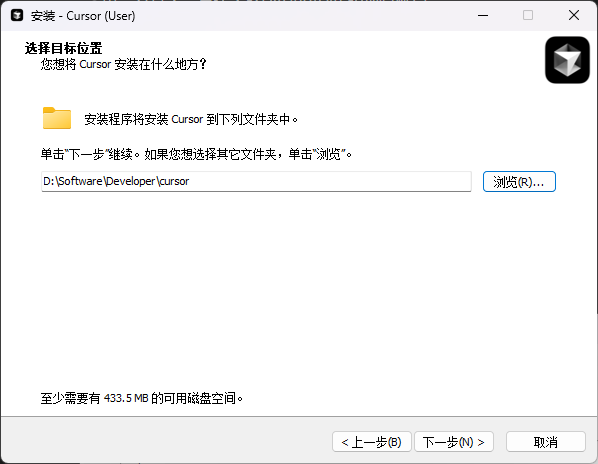 安装 - Cursor (User)
选择目标位置
您想将 Cursor 安装在什么地方？
安装程序将安装 Cursor 到下列文件夹中。
单击“下一步”继续。如果您想选择其它文件夹，单击“浏览”。
D:\Software\Developer\cursor
浏览(R)...
至少需要有 433.5 MB 的可用磁盘空间。
< 上一步(B)
下一步(N) >
取消